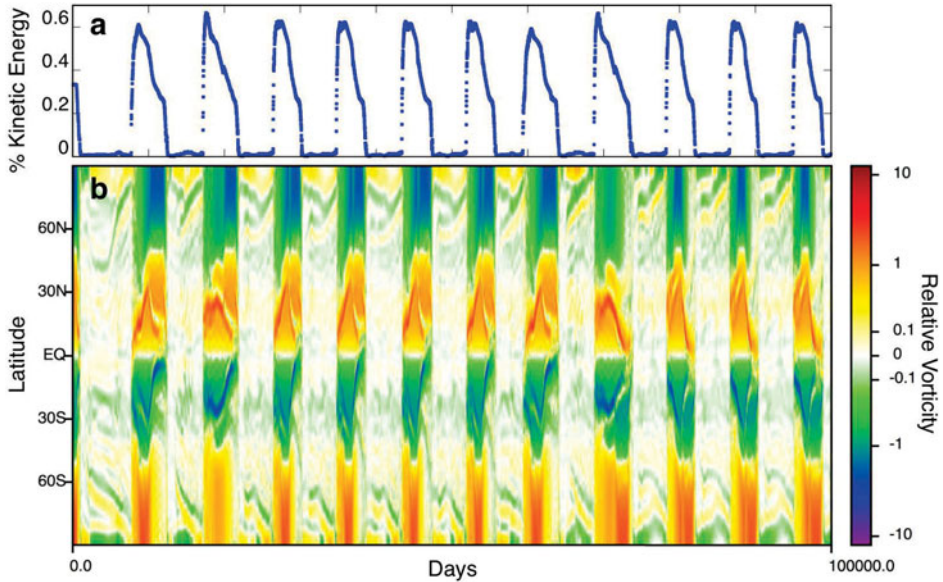 0.6
0.4
0.2
0
% Kinetic Energy
a
b
60N
30N
EQ
30S
60S
Latitude
0.0
Days
100000.0
10
1
0.1
0
-0.1
-1
-10
Relative Vorticity